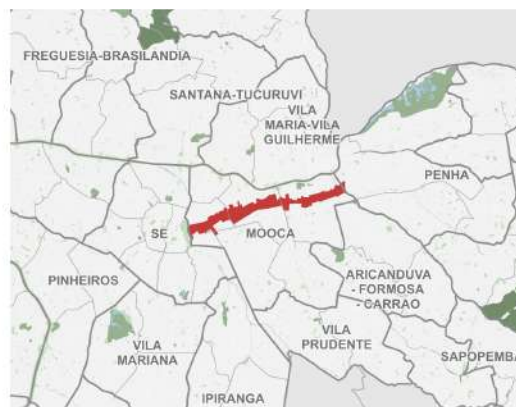 FREGUESIA-BRASILANDIA
SANTANA-TUCURUVI
VILA
MARIA-VILA
GUILHERME
PENHA
SE
MOOCA
PINHEIROS
ARICANDUVA
- FORMOSA
- CARRAO
VILA
MARIANA
VILA
PRUDENTE
SAPOPEMBA
IPIRANGA